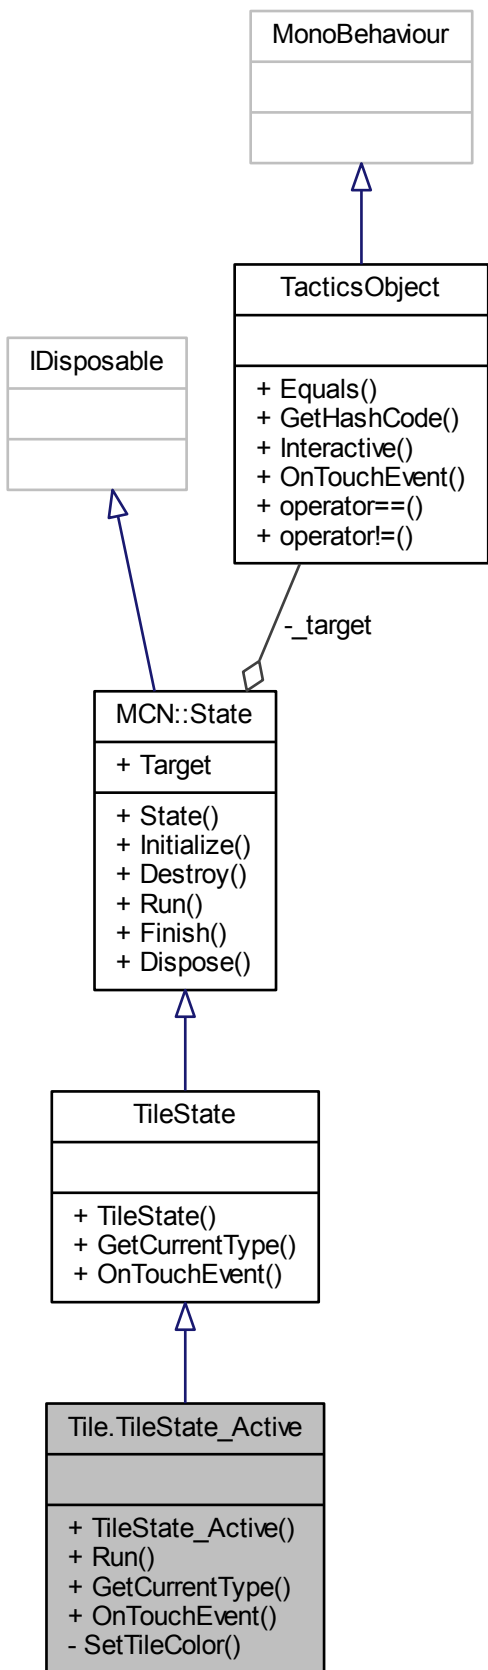 MonoBehaviour
TacticsObject
+ Equals()
+ GetHashCode()
+ Interactive()
+ OnTouchEvent()
+ operator==()
+ operator!=()
IDisposable
-_target
MCN::State
+ Target
+ State()
+ Initialize()
+ Destroy()
+ Run()
+ Finish()
+ Dispose()
TileState
+ TileState()
+ GetCurrentType()
+ OnTouchEvent()
Tile.TileState_Active
+ TileState_Active()
+ Run()
+ GetCurrentType()
+ OnTouchEvent()
- SetTileColor()